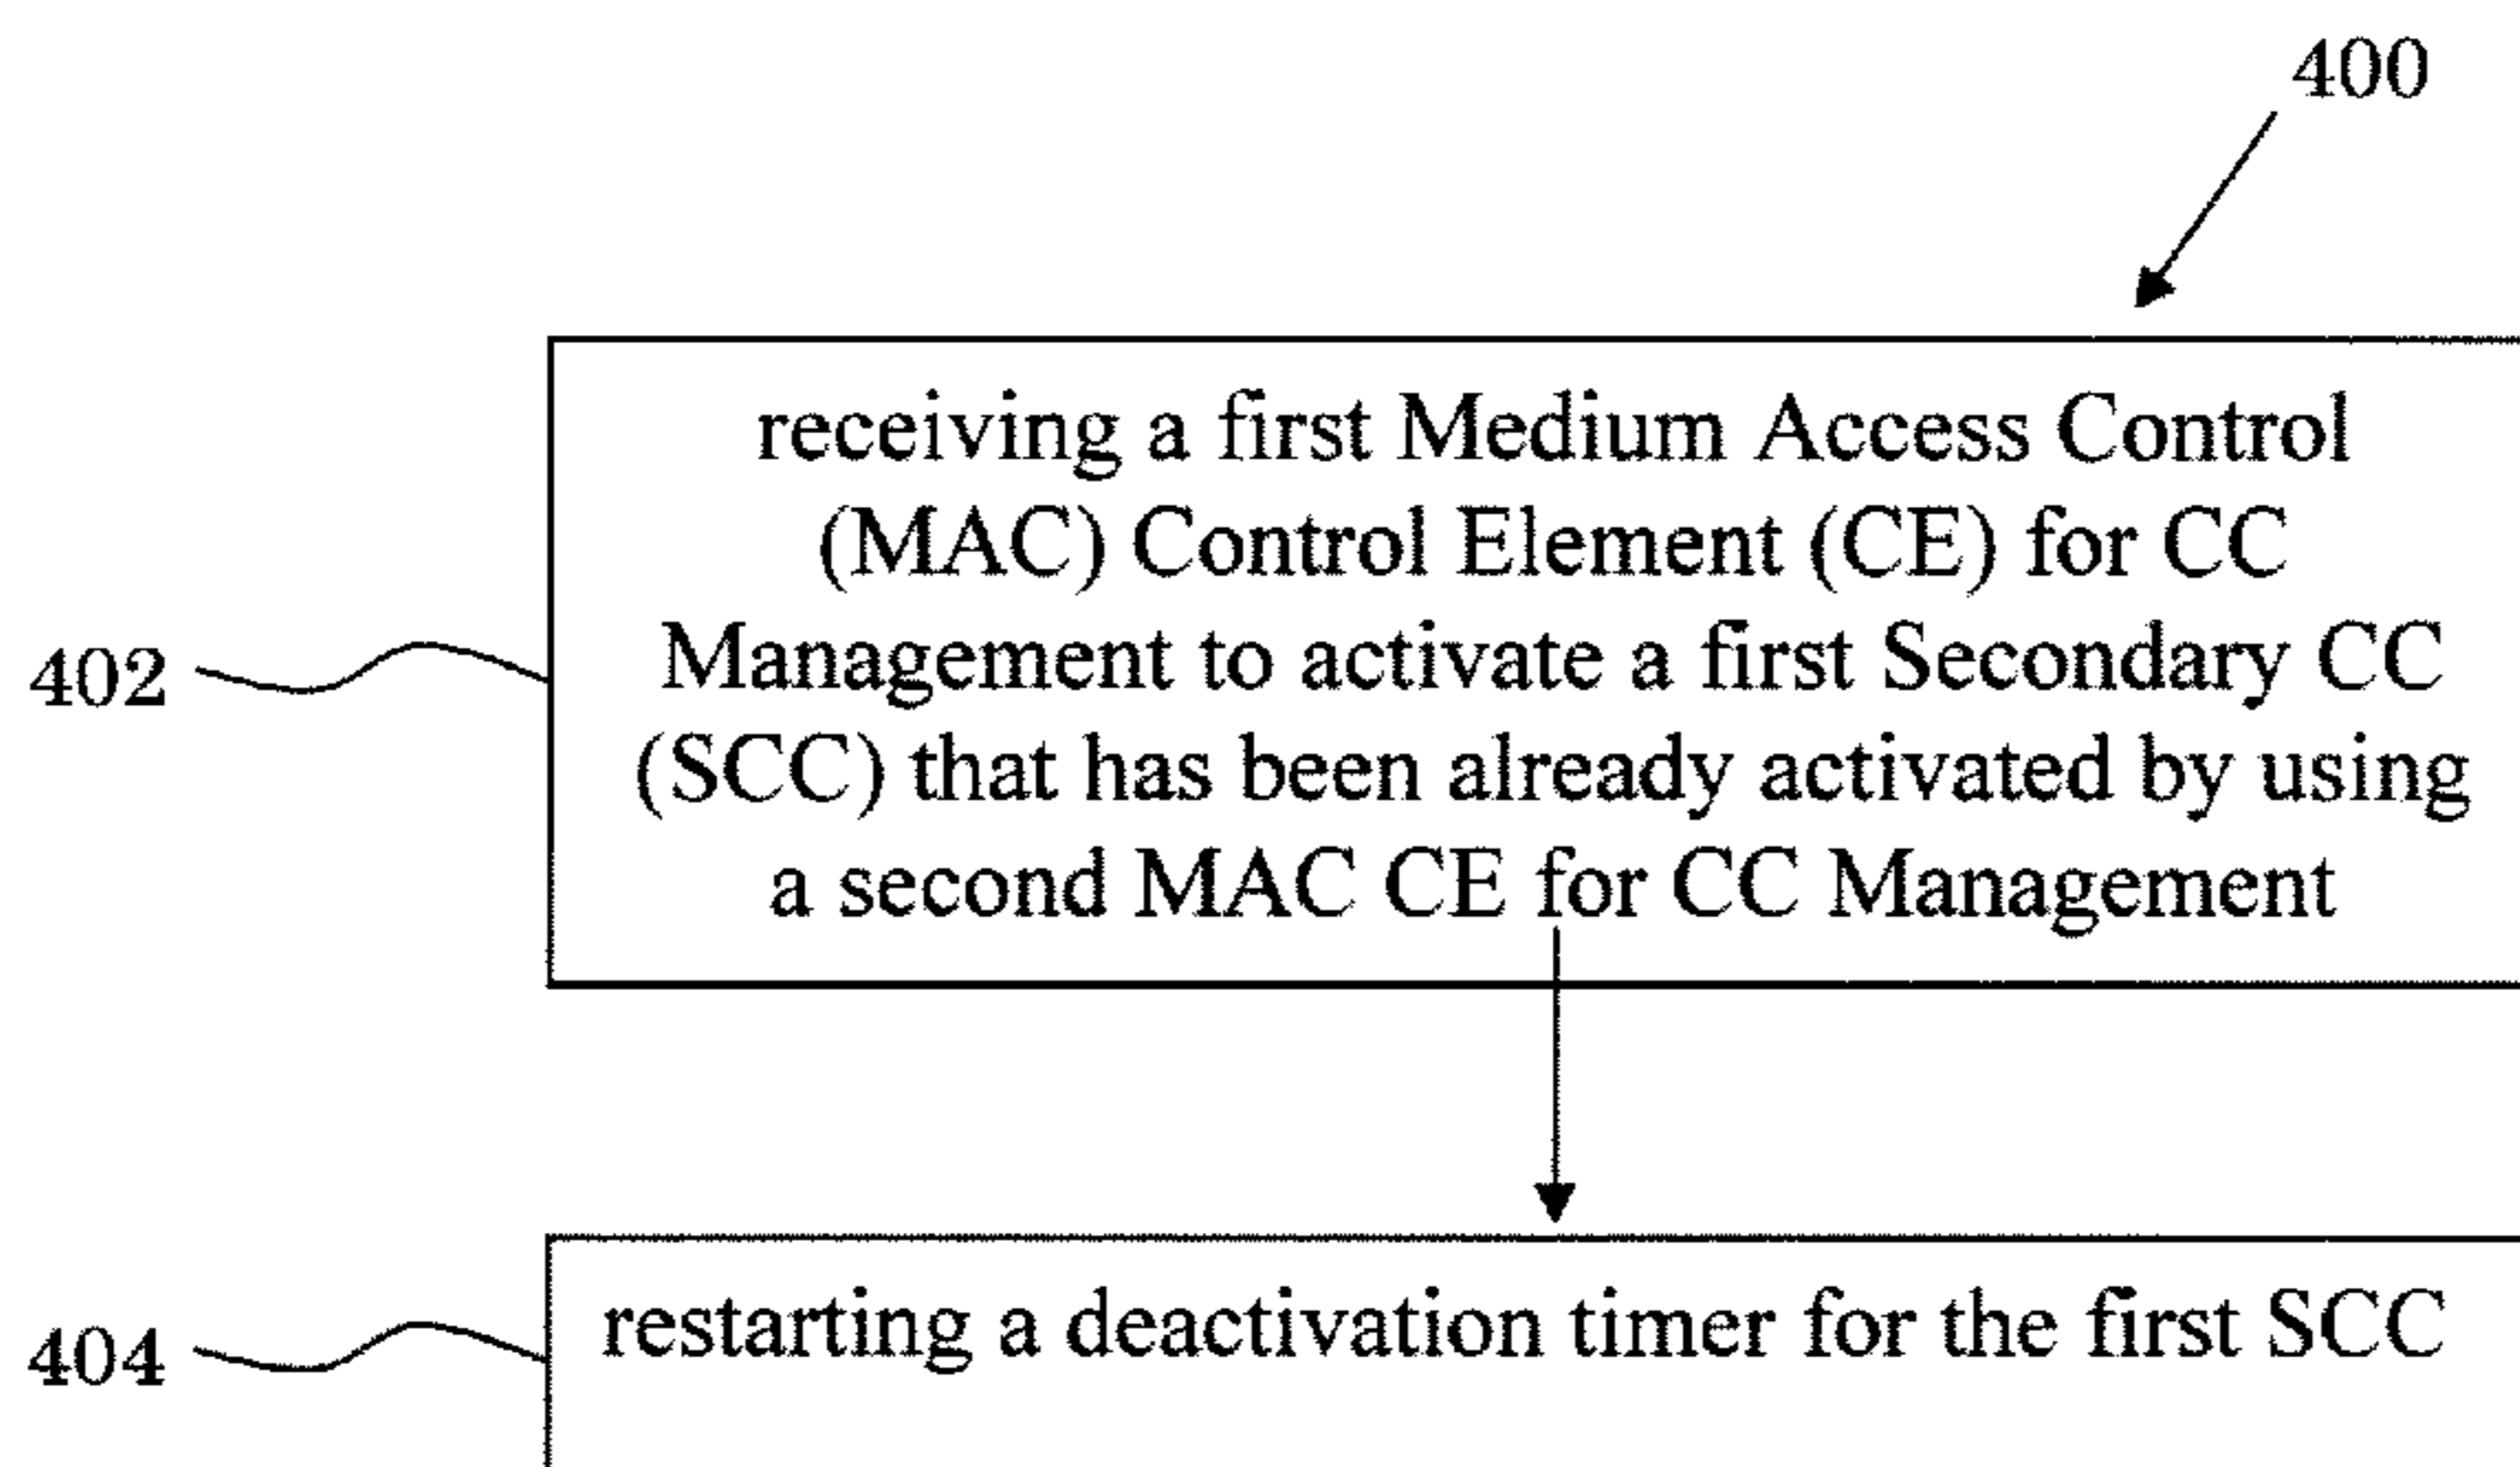 400
receiving a first Medium Access Control
(MAC) Control Element (CE) for CC
Management to activate a first Secondary CC
(SCC) that has been already activated by using
a second MAC CE for CC Management
402
restarting a deactivation timer for the first SCC
404